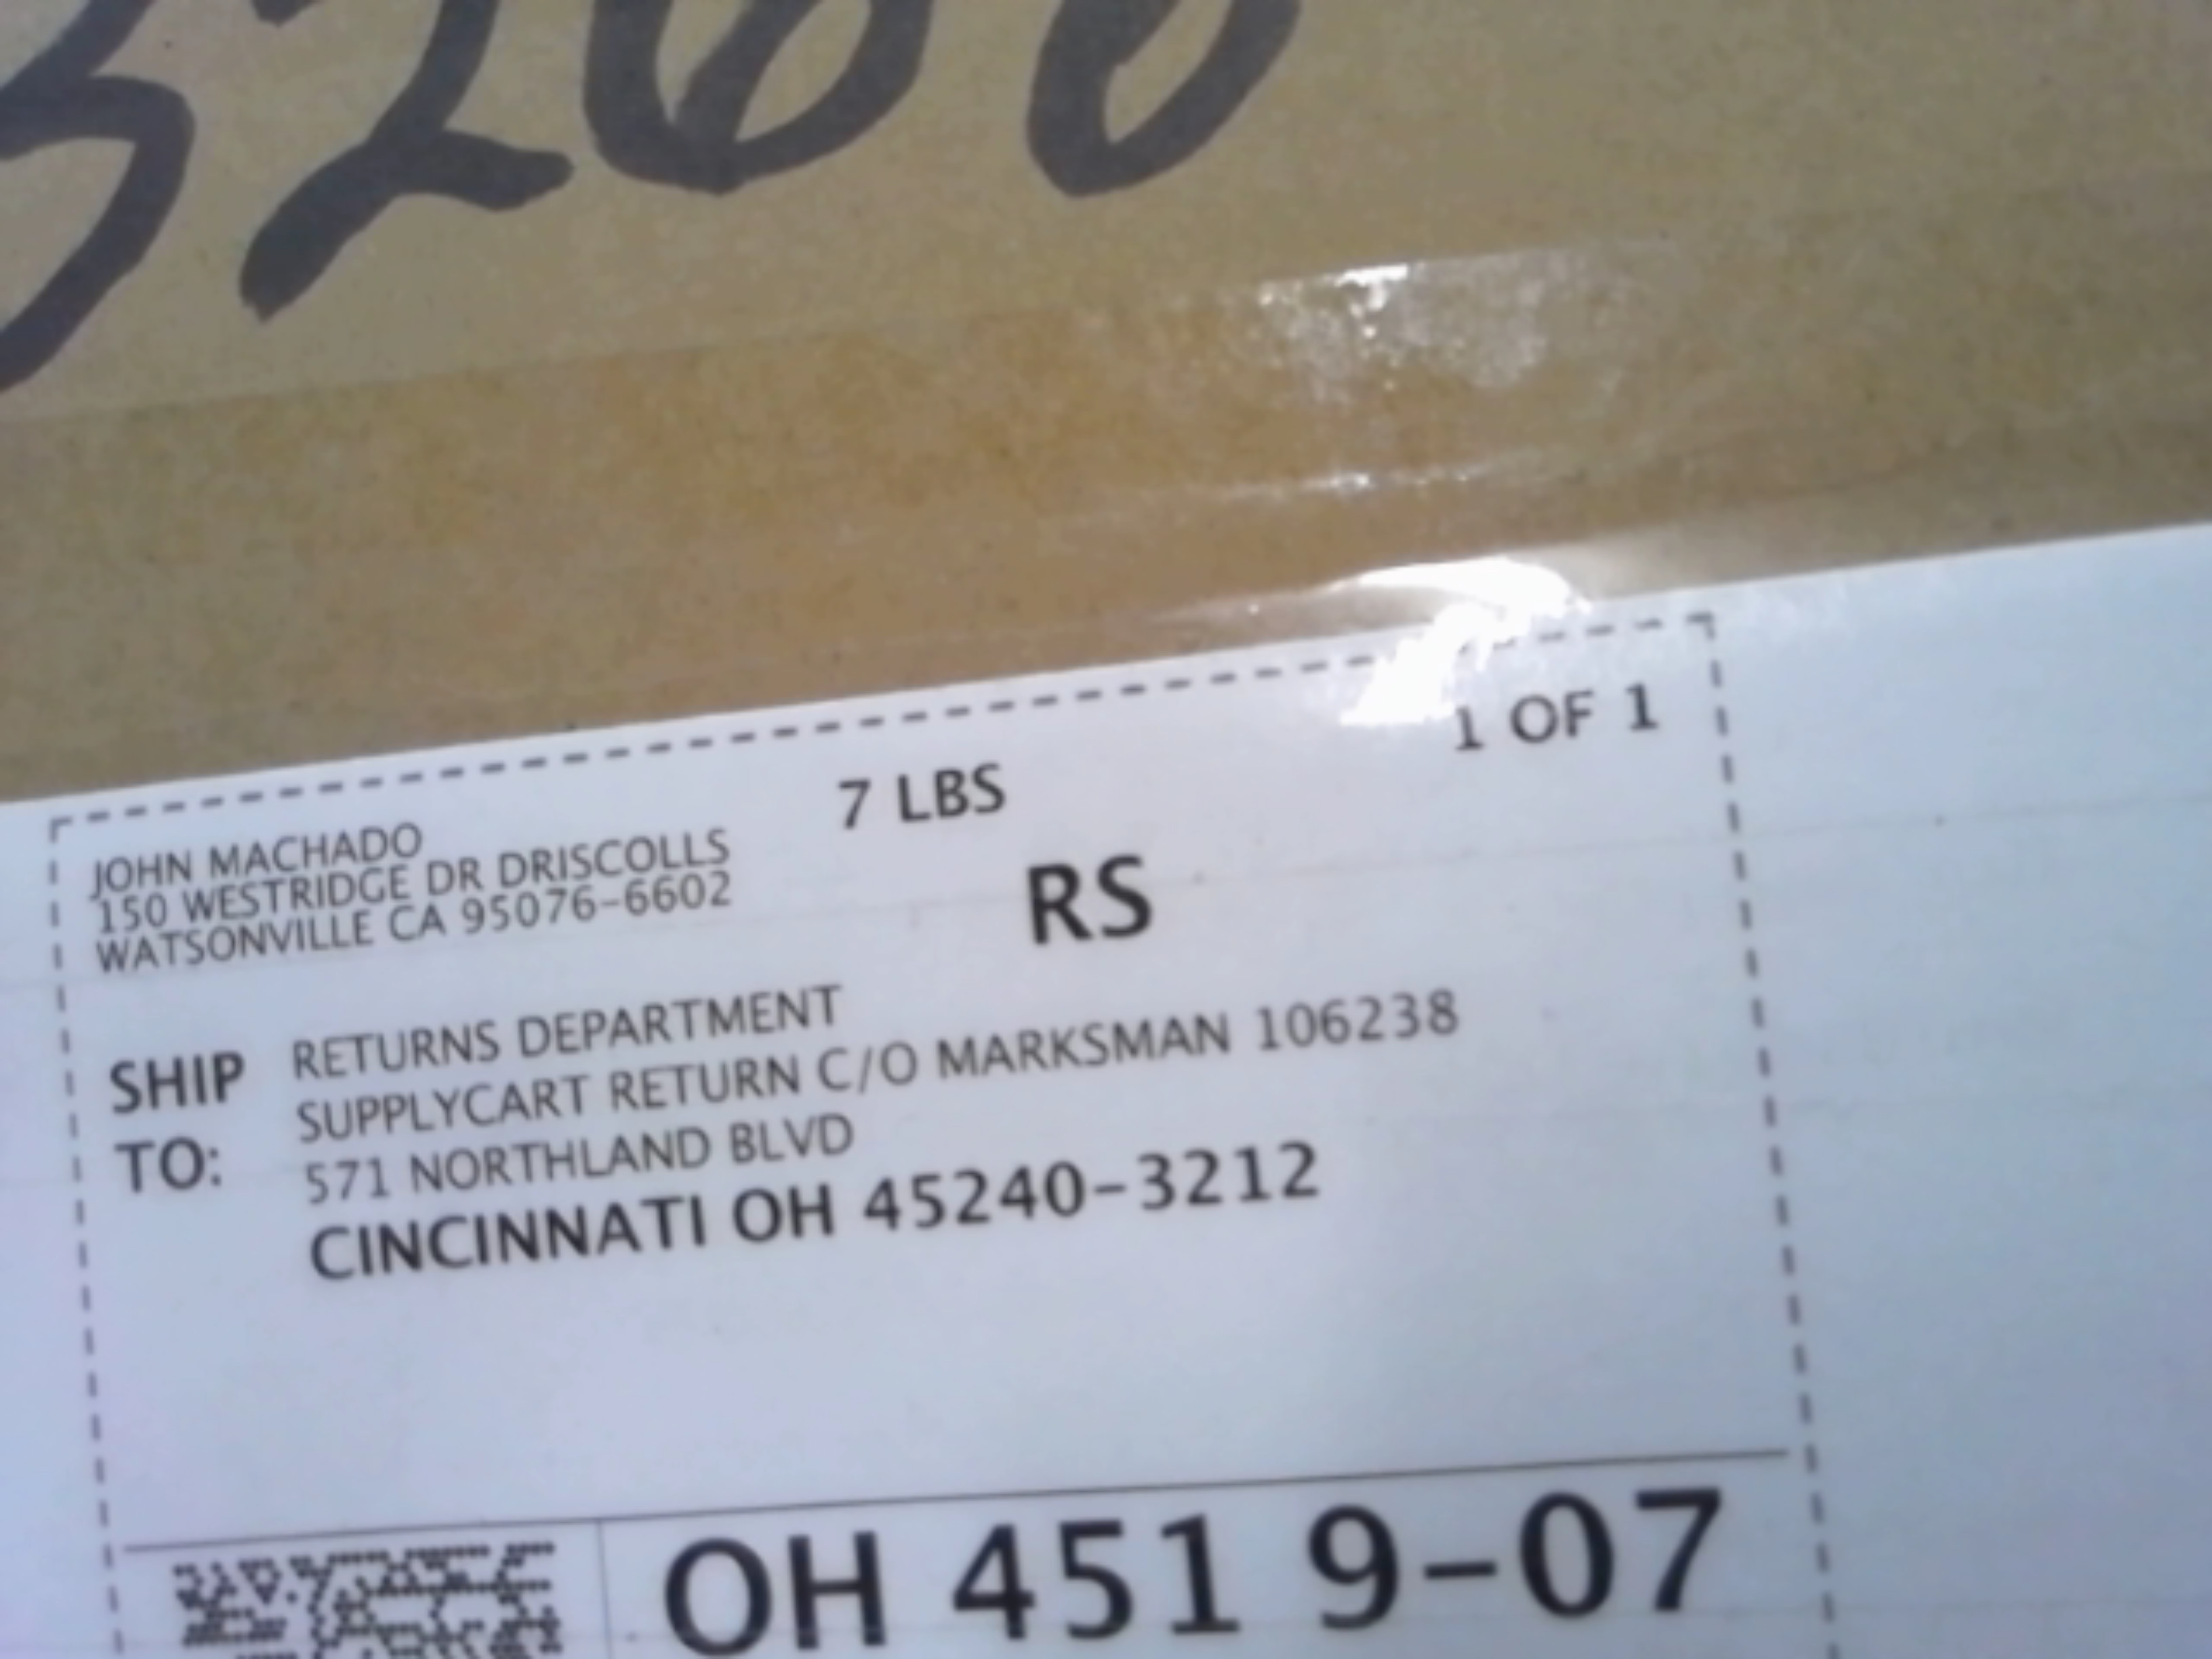 7 LBS
1 OF 1
JOHN MACHADO
150 WESTRIDGE DR DRISCOLLS
WATSONVILLE CA 95076-6602
RS
SHIP TO:
RETURNS DEPARTMENT
SUPPLYCART RETURN C/O MARKSMAN 106238
571 NORTHLAND BLVD
CINCINNATI OH 45240-3212
OH 451 9-07